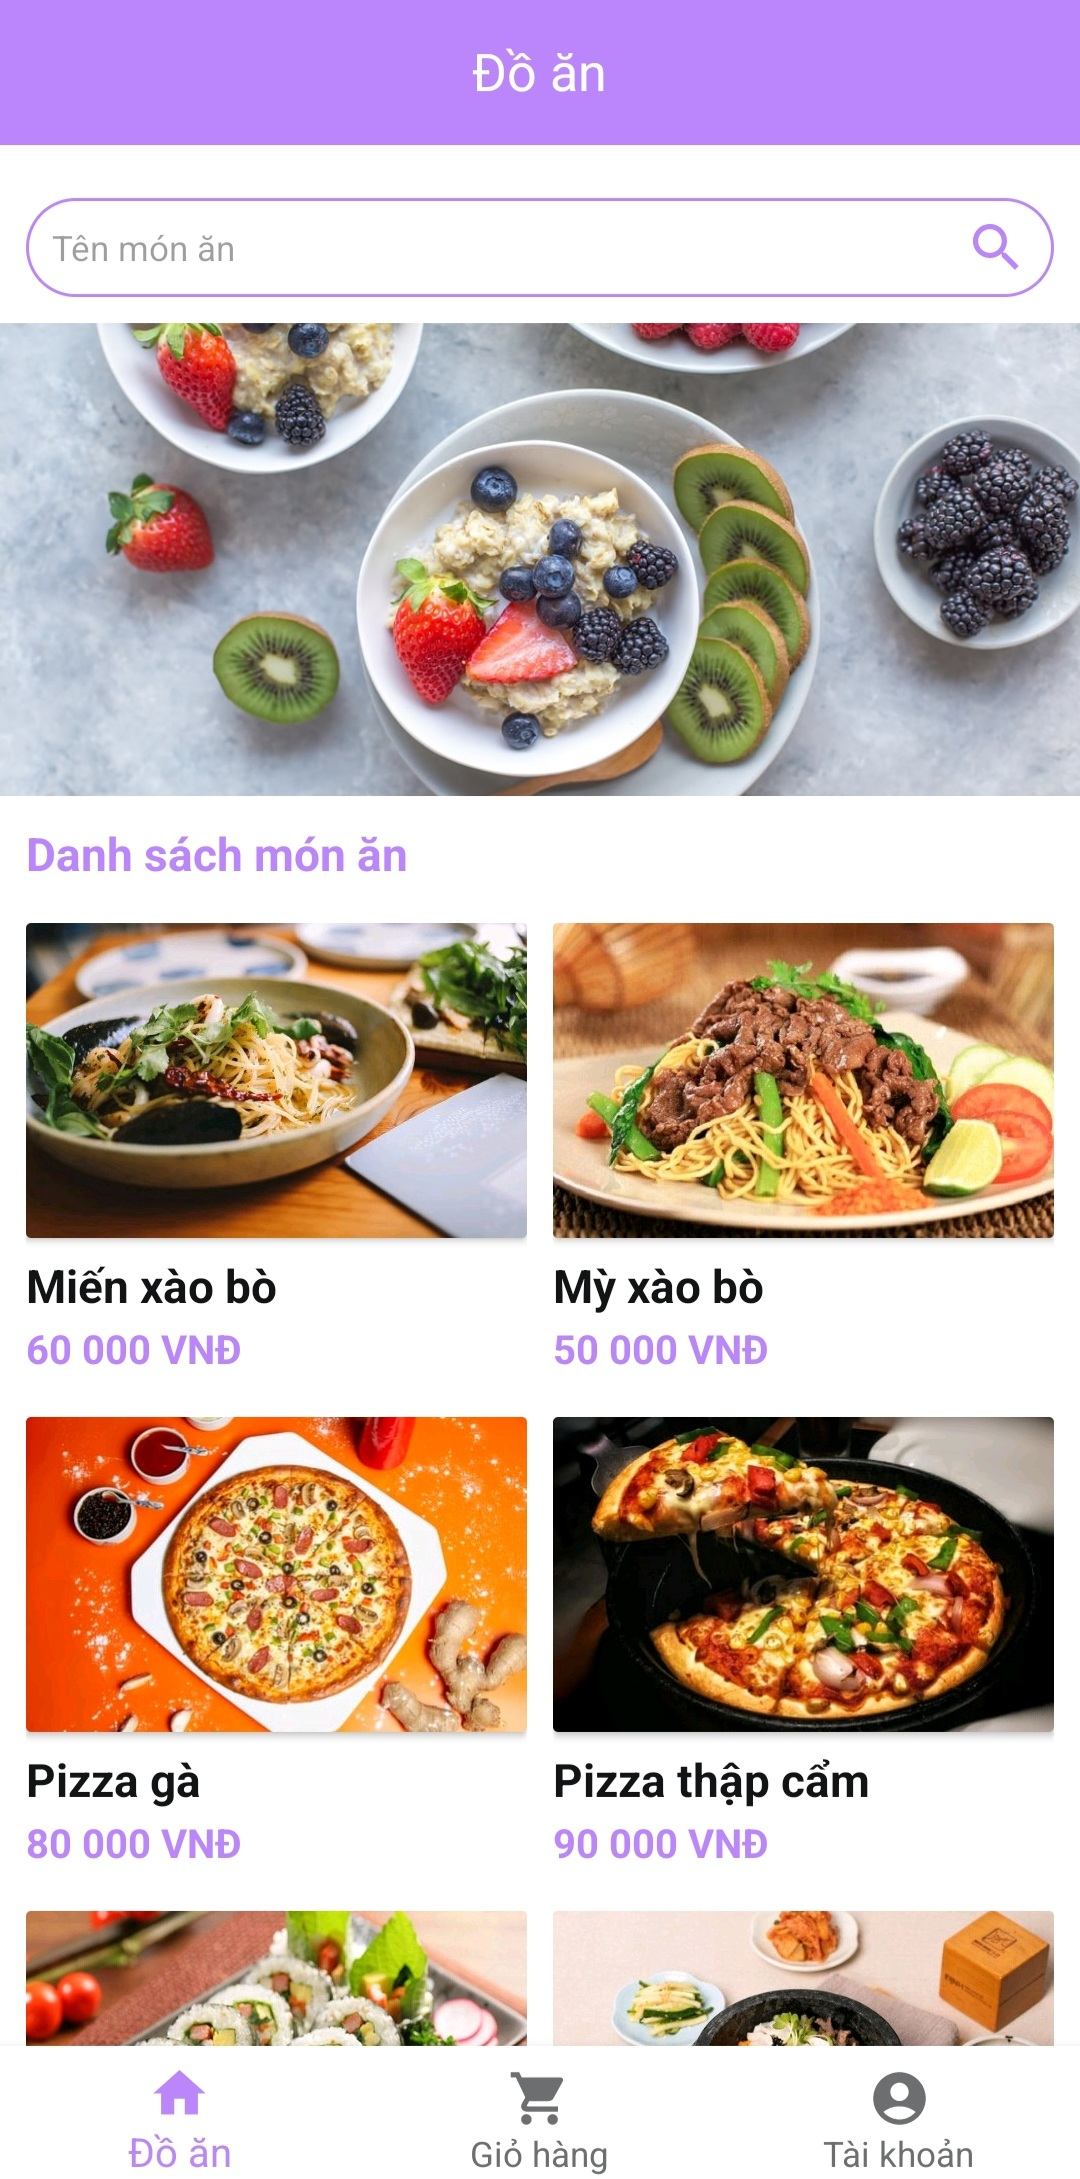 Đồ ăn
Tên món ăn
Danh sách món ăn
Miến xào bò
60 000 VNĐ
Mỳ xào bò
50 000 VNĐ
Pizza gà
80 000 VNĐ
Pizza thập cẩm
90 000 VNĐ
Đồ ăn
Giỏ hàng
Tài khoản